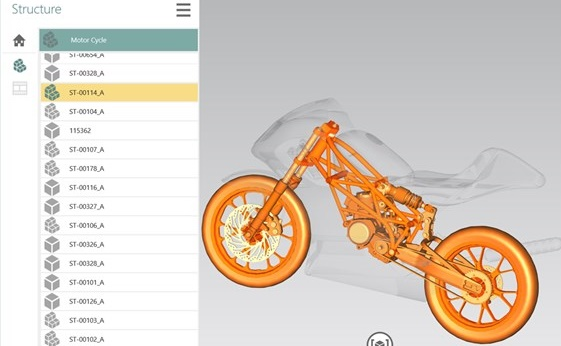 Structure
Motor Cycle
ST-00654_A
ST-00328_A
ST-00114_A
ST-00104_A
115362
ST-00107_A
ST-00178_A
ST-00116_A
ST-00327_A
ST-00106_A
ST-00326_A
ST-00328_A
ST-00101_A
ST-00126_A
ST-00103_A
ST-00102_A